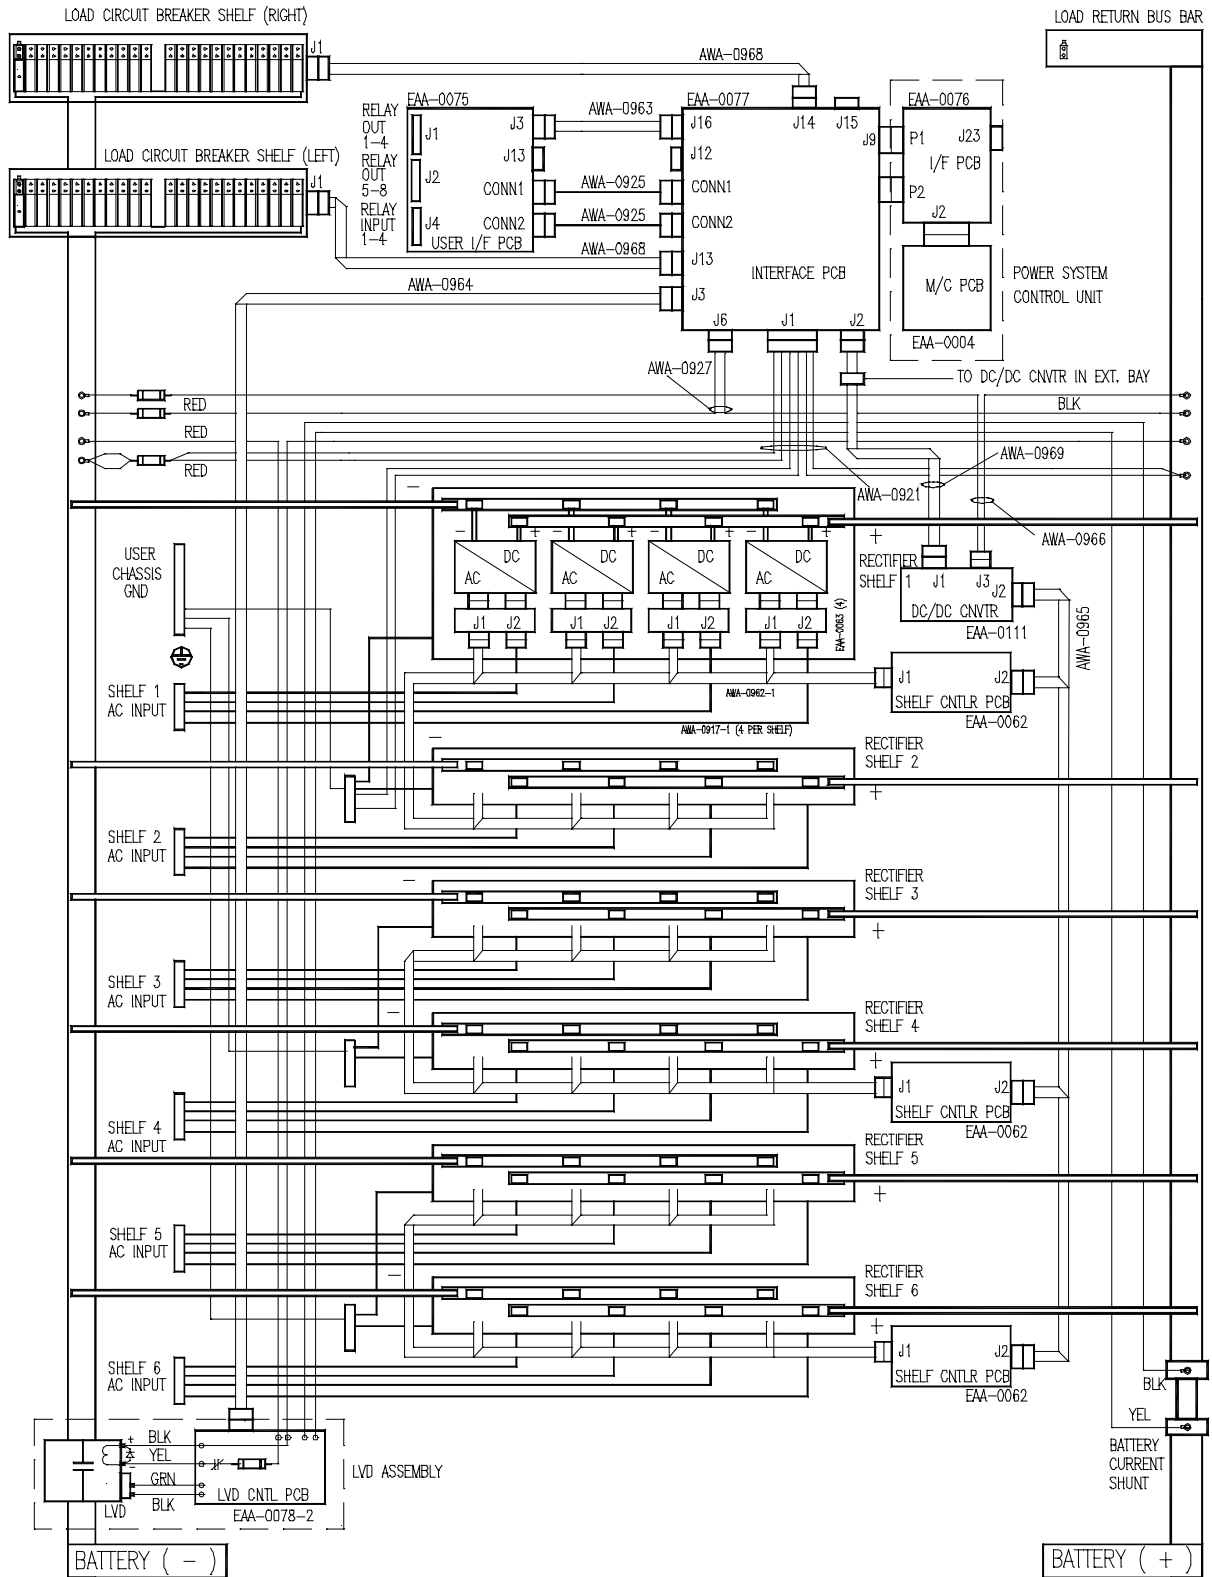 LOAD CIRCUIT BREAKER SHELF (RIGHT)
LOAD RETURN BUS BAR
J1
AWA-0968
EAA-0075
EAA-0077
EAA-0076
RELAY
OUT
1-4
J1
J3
AWA-0963
J16
J14
J15
J9
P1
J23
I/F PCB
LOAD CIRCUIT BREAKER SHELF (LEFT)
J1
RELAY
OUT
5-8
J2
J13
J12
CONN1
AWA-0925
CONN1
P2
RELAY
INPUT
1-4
J4
CONN2
AWA-0925
CONN2
J2
USER I/F PCB
AWA-0968
J13
INTERFACE PCB
M/C PCB
POWER SYSTEM
CONTROL UNIT
AWA-0964
J3
J6
J1
J2
EAA-0004
AWA-0927
TO DC/DC CNVTR IN EXT. BAY
RED
BLK
RED
RED
AWA-0969
AWA-0921
-
+
AWA-0966
USER
CHASSIS
GND
- + - + - + - +
DC
AC
DC
AC
DC
AC
DC
AC
RECTIFIER
SHELF 1
J1
J3
J2
DC/DC CNVTR
EAA-0111
J1 J2
J1 J2
J1 J2
J1 J2
EAA-0063 (4)
AWA-0965
SHELF 1
AC INPUT
AWA-0962-1
J1
J2
SHELF CNTLR PCB
EAA-0062
AWA-0917-1 (4 PER SHELF)
-
RECTIFIER
SHELF 2
+
SHELF 2
AC INPUT
-
RECTIFIER
SHELF 3
+
SHELF 3
AC INPUT
-
RECTIFIER
SHELF 4
+
J1
J2
SHELF CNTLR PCB
EAA-0062
SHELF 4
AC INPUT
RECTIFIER
SHELF 5
+
SHELF 5
AC INPUT
-
RECTIFIER
SHELF 6
+
J1
J2
SHELF CNTLR PCB
EAA-0062
SHELF 6
AC INPUT
BLK
YEL
BATTERY
CURRENT
SHUNT
+
BLK
YEL
-
GRN
BLK
LVD
LVD CNTL PCB
EAA-0078-2
LVD ASSEMBLY
BATTERY ( - )
BATTERY ( + )